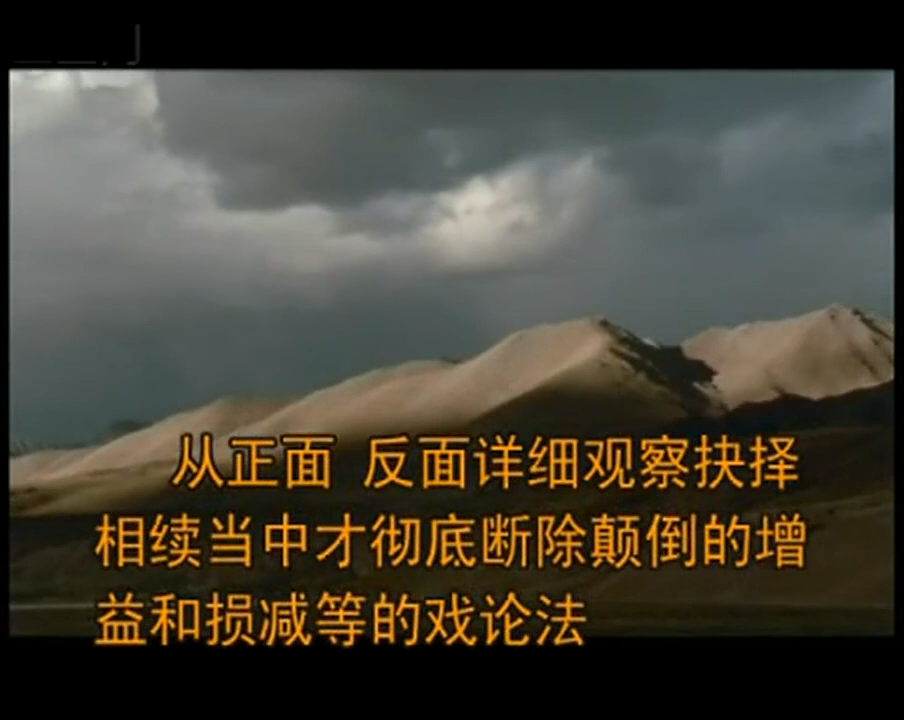 从正面 反面详细观察抉择
相续当中才彻底断除颠倒的增
益和损减等的戏论法